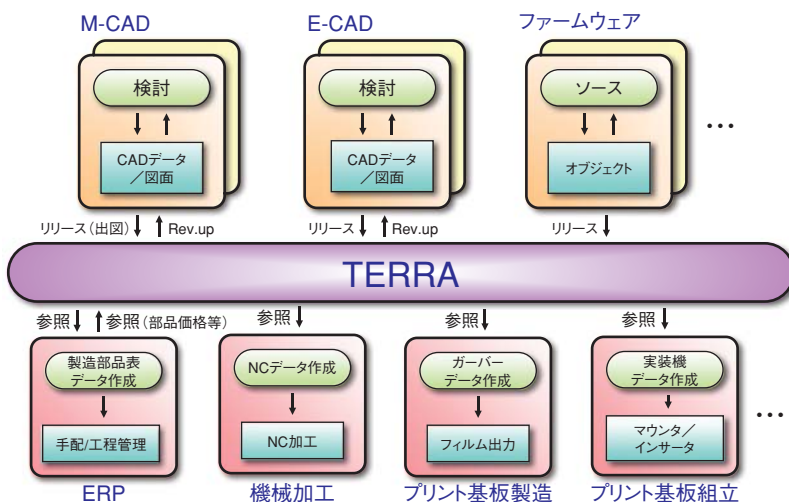 M-CAD
E-CAD
ファームウェア
検討
検討
ソース
CADデータ
／図面
CADデータ
／図面
オブジェクト
…
リリース（出図）
Rev.up
リリース
Rev.up
リリース
TERRA
参照
参照（部品価格等）
参照
参照
参照
製造部品表
データ作成
NCデータ作成
ガーバー
データ作成
実装機
データ作成
手配/工程管理
NC加工
フィルム出力
マウンタ／
インサータ
…
ERP
機械加工
プリント基板製造
プリント基板組立